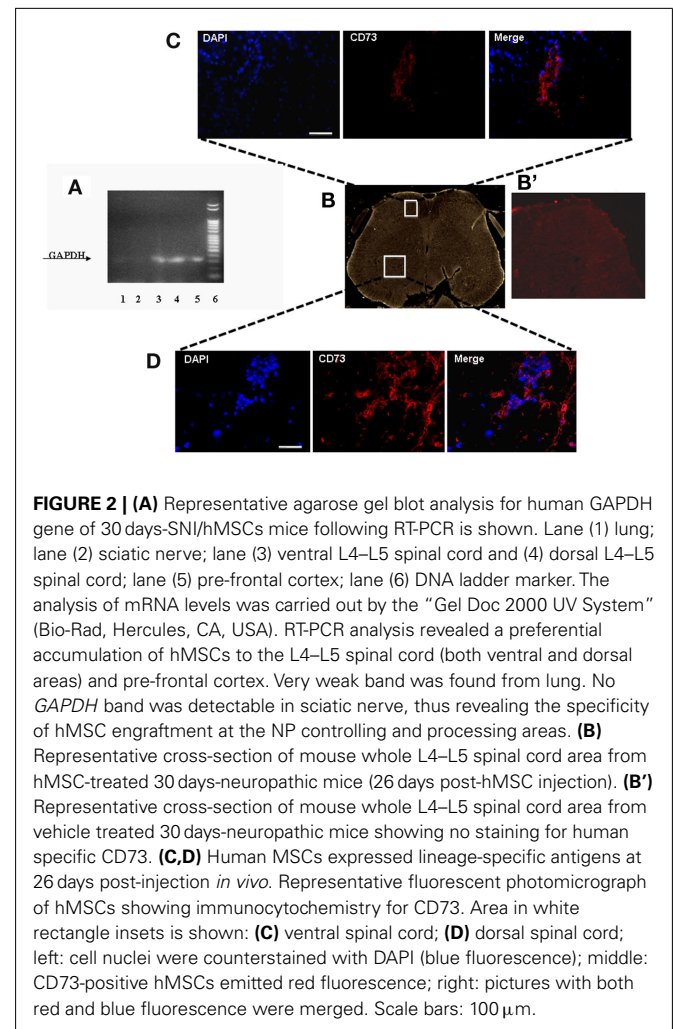 C
DAPI
CD73
Merge
A
B
B'
GAPDH
1 2 3 4 5 6
D
DAPI
CD73
Merge
FIGURE 2 | (A) Representative agarose gel blot analysis for human GAPDH
gene of 30 days-SNI/hMSCs mice following RT-PCR is shown. Lane (1) lung;
lane (2) sciatic nerve; lane (3) ventral L4–L5 spinal cord and (4) dorsal L4–L5
spinal cord; lane (5) pre-frontal cortex; lane (6) DNA ladder marker. The
analysis of mRNA levels was carried out by the “Gel Doc 2000 UV System”
(Bio-Rad, Hercules, CA, USA). RT-PCR analysis revealed a preferential
accumulation of hMSCs to the L4–L5 spinal cord (both ventral and dorsal
areas) and pre-frontal cortex. Very weak band was found from lung. No
GAPDH band was detectable in sciatic nerve, thus revealing the specificity
of hMSC engraftment at the NP controlling and processing areas. (B)
Representative cross-section of mouse whole L4–L5 spinal cord area from
hMSC-treated 30 days-neuropathic mice (26 days post-hMSC injection). (B’)
Representative cross-section of mouse whole L4–L5 spinal cord area from
vehicle treated 30 days-neuropathic mice showing no staining for human
specific CD73. (C,D) Human MSCs expressed lineage-specific antigens at
26 days post-injection in vivo. Representative fluorescent photomicrograph
of hMSCs showing immunocytochemistry for CD73. Area in white
rectangle insets is shown: (C) ventral spinal cord; (D) dorsal spinal cord;
left: cell nuclei were counterstained with DAPI (blue fluorescence); middle:
CD73-positive hMSCs emitted red fluorescence; right: pictures with both
red and blue fluorescence were merged. Scale bars: 100 μm.